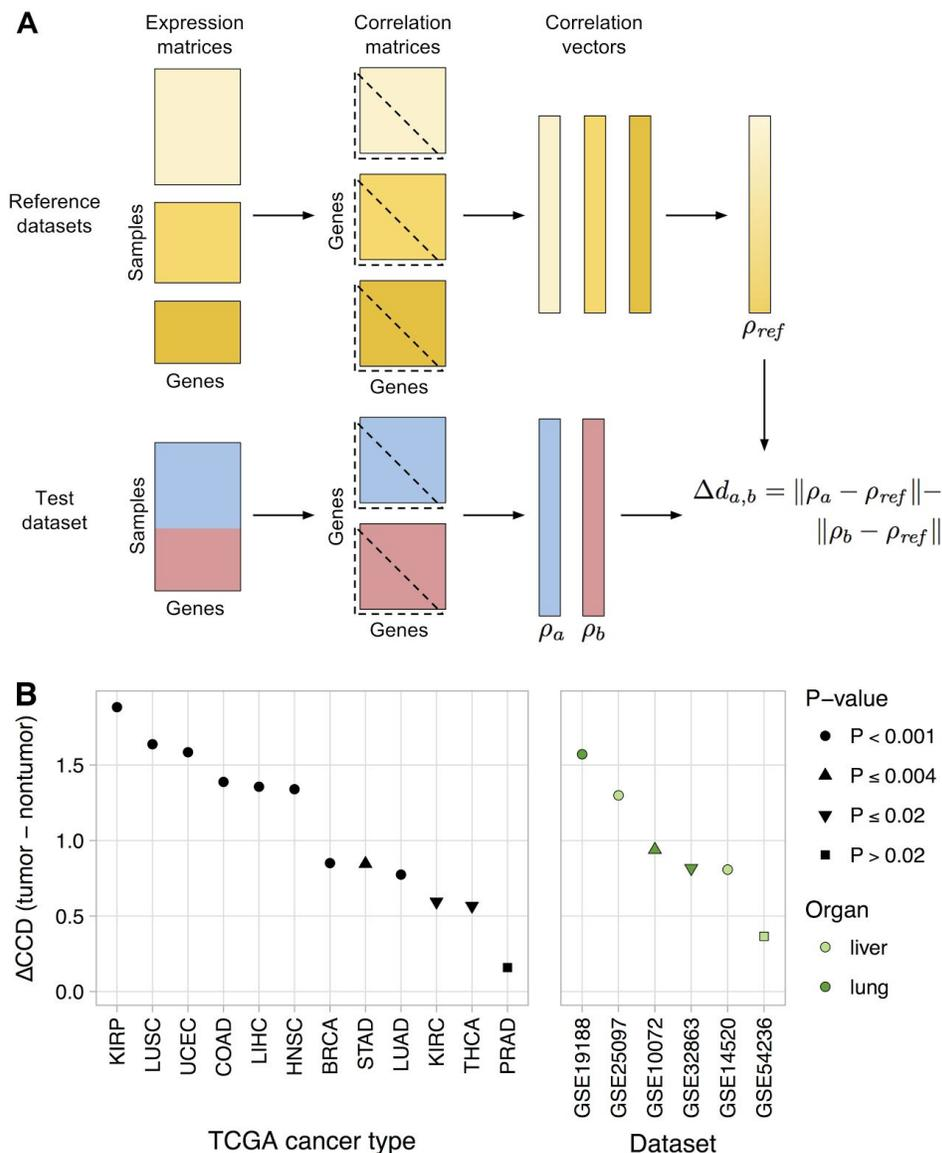 A
Expression
matrices
Correlation
matrices
Correlation
vectors
Reference
datasets
Samples
Genes
Genes
Genes
ρref
Test
dataset
Samples
Genes
Genes
Genes
ρa
ρb
Δda,b = ‖ρa − ρref‖−
‖ρb − ρref‖
B
ΔCCD (tumor − nontumor)
1.5
1.0
0.5
0.0
KIRP
LUSC
UCEC
COAD
LIHC
HNSC
BRCA
STAD
LUAD
KIRC
THCA
PRAD
TCGA cancer type
GSE19188
GSE25097
GSE10072
GSE32863
GSE14520
GSE54236
Dataset
P−value
P < 0.001
P ≤ 0.004
P ≤ 0.02
P > 0.02
Organ
liver
lung